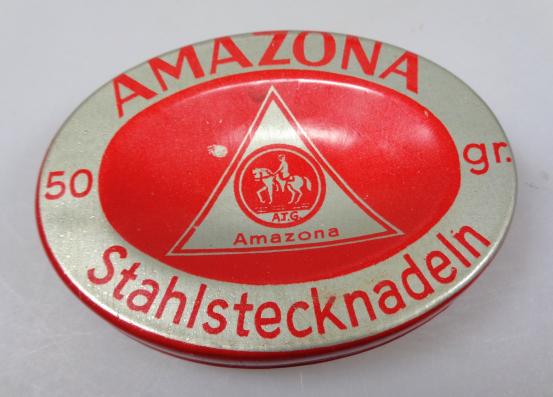 AMAZONA
50 gr.
A.T.G.
Amazona
Stahlstecknadeln